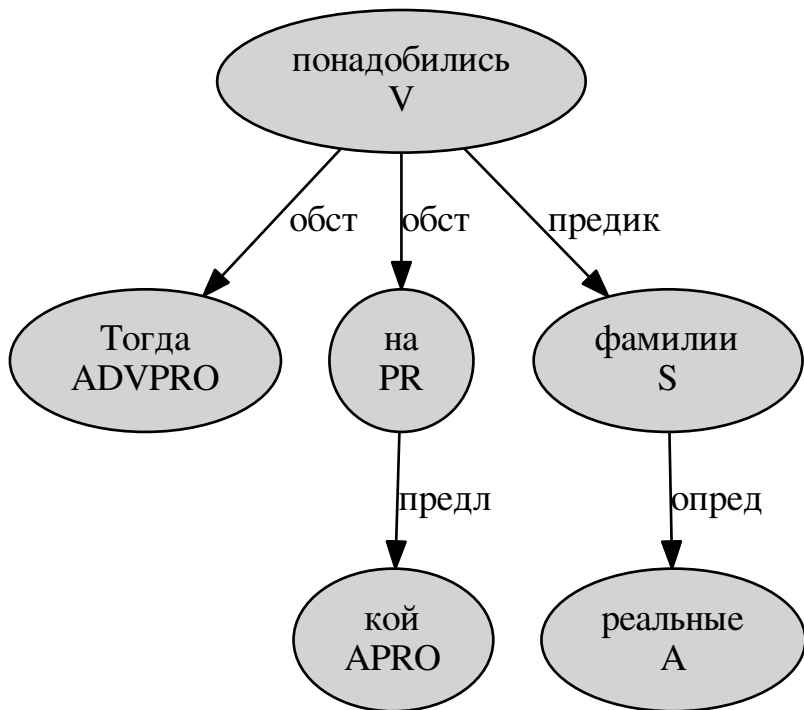 понадобились
V
обст
обст
предик
Тогда
ADVPRO
на
PR
фамилии
S
предл
опред
кой
APRO
реальные
A